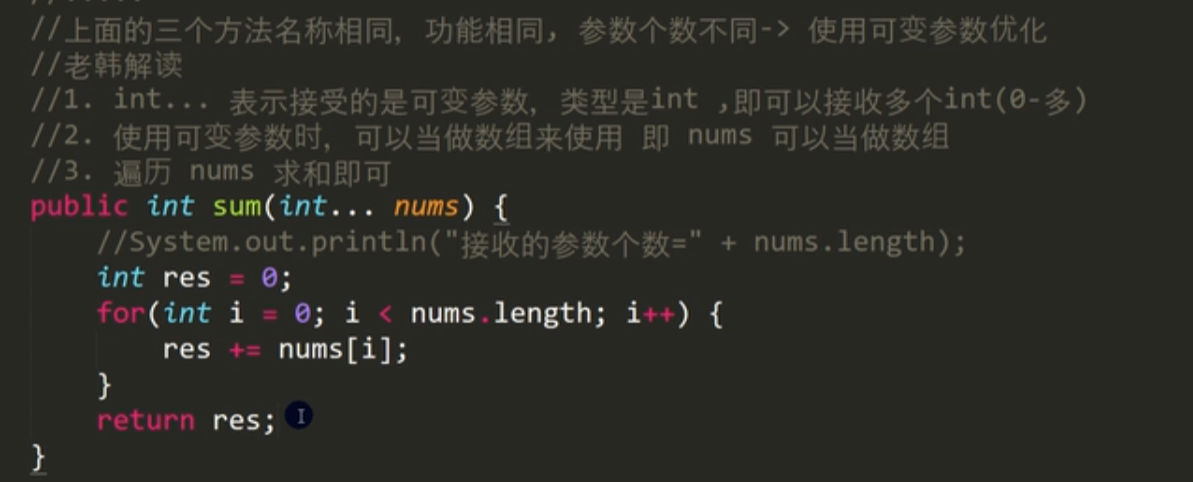 //上面的三个方法名称相同，功能相同，参数个数不同-> 使用可变参数优化
//老韩解读
//1. int... 表示接受的是可变参数，类型是int ,即可以接收多个int(0-多)
//2. 使用可变参数时，可以当做数组来使用 即 nums 可以当做数组
//3. 遍历 nums 求和即可
public int sum(int... nums) {
//System.out.println("接收的参数个数=" + nums.length);
int res = 0;
for(int i = 0; i < nums.length; i++) {
res += nums[i];
}
return res;
}